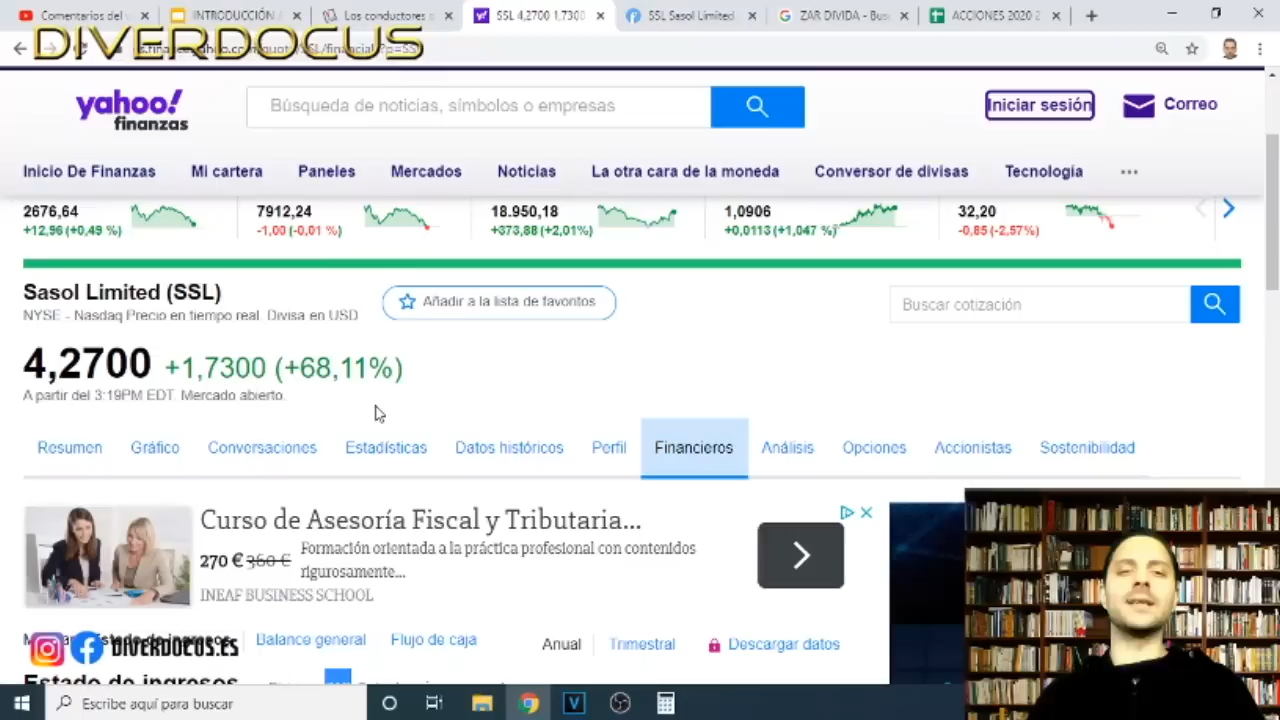 Comentarios del
INTRODUCCIÓN
Los conductores
SSL 4,2700 1,7300
SSL Sasol Limited
ZAR DIVIDA - Bus
ACCIONES 2020
DIVERDOCUS
yahoo!
finanzas
Búsqueda de noticias, símbolos o empresas
Iniciar sesión
Correo
Inicio De Finanzas
Mi cartera
Paneles
Mercados
Noticias
La otra cara de la moneda
Conversor de divisas
Tecnología
...
2676,64
+12,96 (+0,49 %)
7912,24
-1,00 (-0,01 %)
18.950,18
+373,88 (+2,01%)
1,0906
+0,0113 (+1,047 %)
32,20
-0,85 (-2,57%)
Sasol Limited (SSL)
Añadir a la lista de favoritos
Buscar cotización
NYSE - Nasdaq Precio en tiempo real. Divisa en USD
4,2700 +1,7300 (+68,11%)
A partir del 3:19PM EDT. Mercado abierto.
Resumen
Gráfico
Conversaciones
Estadísticas
Datos históricos
Perfil
Financieros
Análisis
Opciones
Accionistas
Sostenibilidad
Curso de Asesoría Fiscal y Tributaria...
270 € 360 €
Formación orientada a la práctica profesional con contenidos
rigurosamente...
INEAF BUSINESS SCHOOL
Estado de ingresos
Balance general
Flujo de caja
Anual
Trimestral
Descargar datos
DIVERDOCUS.ES
Estado de ingresos
Escribe aquí para buscar